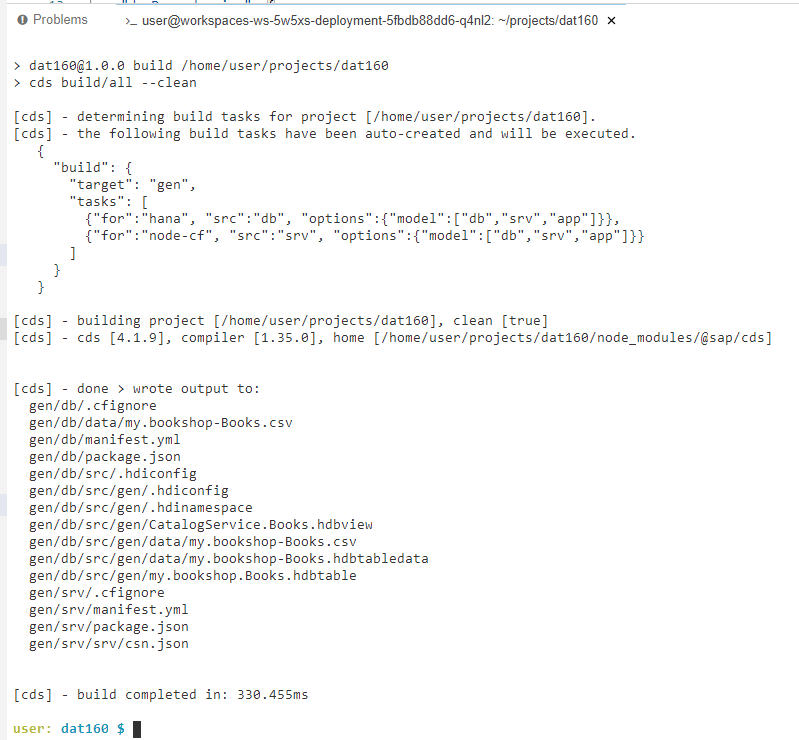 Problems
>_ user@workspaces-ws-5w5xs-deployment-5fbdb88dd6-q4nl2: ~/projects/dat160 ×
> dat160@1.0.0 build /home/user/projects/dat160
> cds build/all --clean
[cds] - determining build tasks for project [/home/user/projects/dat160].
[cds] - the following build tasks have been auto-created and will be executed.
{
"build": {
"target": "gen",
"tasks": [
{"for":"hana", "src":"db", "options":{"model":["db","srv","app"]}},
{"for":"node-cf", "src":"srv", "options":{"model":["db","srv","app"]}}
]
}
}
[cds] - building project [/home/user/projects/dat160], clean [true]
[cds] - cds [4.1.9], compiler [1.35.0], home [/home/user/projects/dat160/node_modules/@sap/cds]
[cds] - done > wrote output to:
gen/db/.cfignore
gen/db/data/my.bookshop-Books.csv
gen/db/manifest.yml
gen/db/package.json
gen/db/src/.hdiconfig
gen/db/src/gen/.hdiconfig
gen/db/src/gen/.hdinamespace
gen/db/src/gen/CatalogService.Books.hdbview
gen/db/src/gen/data/my.bookshop-Books.csv
gen/db/src/gen/data/my.bookshop-Books.hdbtabledata
gen/db/src/gen/my.bookshop.Books.hdbtable
gen/srv/.cfignore
gen/srv/manifest.yml
gen/srv/package.json
gen/srv/srv/csn.json
[cds] - build completed in: 330.455ms
user: dat160 $